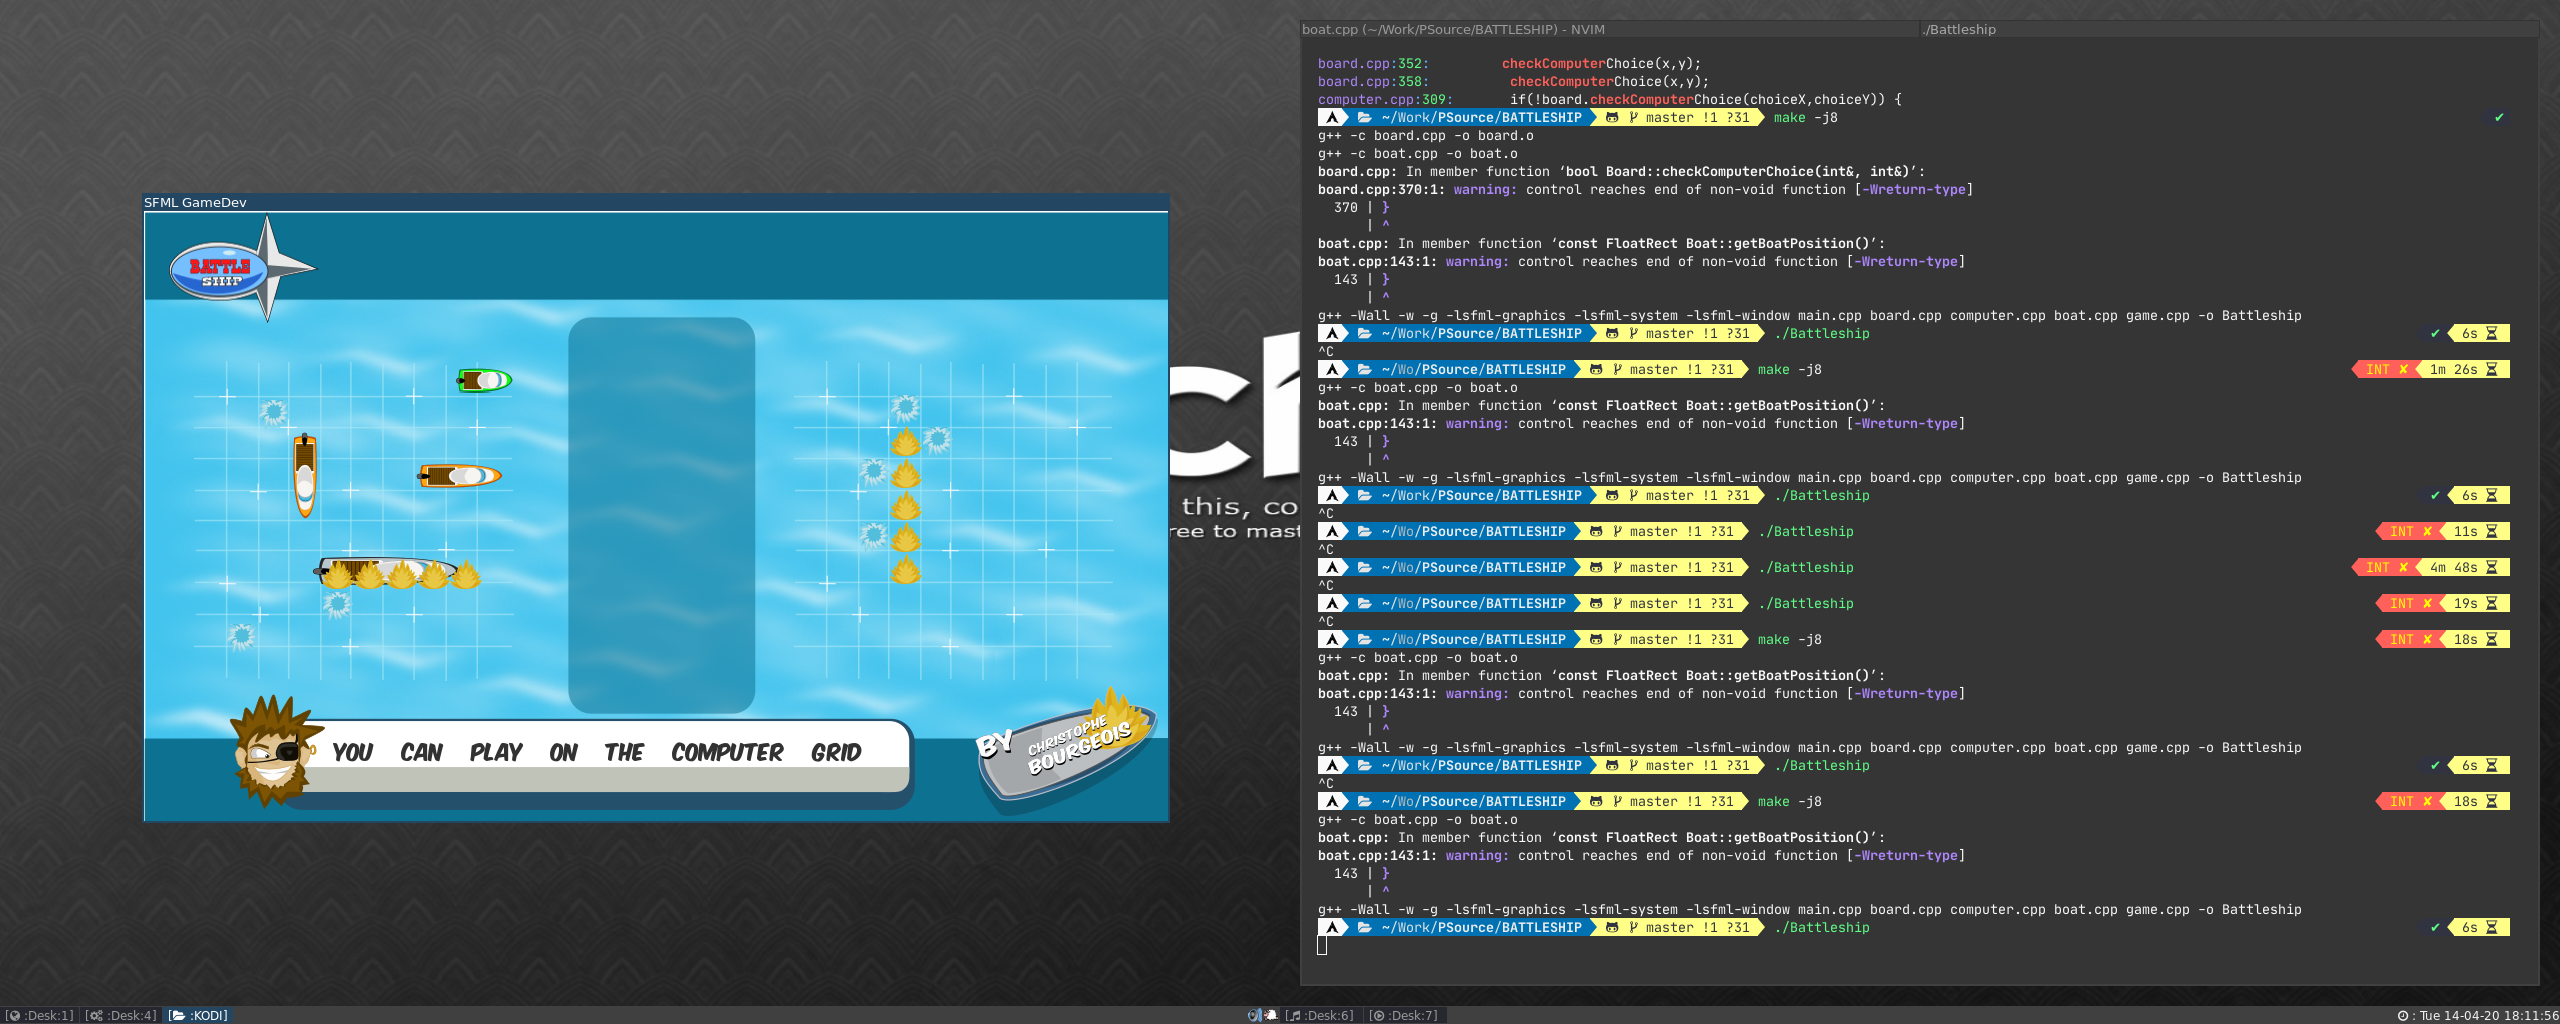 boat.cpp (~/Work/PSource/BATTLESHIP) - NVIM
./Battleship
board.cpp:352: checkComputerChoice(x,y);
board.cpp:358: checkComputerChoice(x,y);
computer.cpp:309: if(!board.checkComputerChoice(choiceX,choiceY)) {
~/Work/PSource/BATTLESHIP master !1 ?31 make -j8 ✔
g++ -c board.cpp -o board.o
g++ -c boat.cpp -o boat.o
board.cpp: In member function ‘bool Board::checkComputerChoice(int&, int&)’:
board.cpp:370:1: warning: control reaches end of non-void function [-Wreturn-type]
370 | }
| ^
boat.cpp: In member function ‘const FloatRect Boat::getBoatPosition()’:
boat.cpp:143:1: warning: control reaches end of non-void function [-Wreturn-type]
143 | }
| ^
g++ -Wall -w -g -lsfml-graphics -lsfml-system -lsfml-window main.cpp board.cpp computer.cpp boat.cpp game.cpp -o Battleship
~/Work/PSource/BATTLESHIP master !1 ?31 ./Battleship ✔ 6s
^C
~/Wo/PSource/BATTLESHIP master !1 ?31 make -j8 INT ✘ 1m 26s
g++ -c boat.cpp -o boat.o
boat.cpp: In member function ‘const FloatRect Boat::getBoatPosition()’:
boat.cpp:143:1: warning: control reaches end of non-void function [-Wreturn-type]
143 | }
| ^
g++ -Wall -w -g -lsfml-graphics -lsfml-system -lsfml-window main.cpp board.cpp computer.cpp boat.cpp game.cpp -o Battleship
~/Work/PSource/BATTLESHIP master !1 ?31 ./Battleship ✔ 6s
^C
~/Wo/PSource/BATTLESHIP master !1 ?31 ./Battleship INT ✘ 11s
^C
~/Wo/PSource/BATTLESHIP master !1 ?31 ./Battleship INT ✘ 4m 48s
^C
~/Wo/PSource/BATTLESHIP master !1 ?31 ./Battleship INT ✘ 19s
^C
~/Wo/PSource/BATTLESHIP master !1 ?31 make -j8 INT ✘ 18s
g++ -c boat.cpp -o boat.o
boat.cpp: In member function ‘const FloatRect Boat::getBoatPosition()’:
boat.cpp:143:1: warning: control reaches end of non-void function [-Wreturn-type]
143 | }
| ^
g++ -Wall -w -g -lsfml-graphics -lsfml-system -lsfml-window main.cpp board.cpp computer.cpp boat.cpp game.cpp -o Battleship
~/Work/PSource/BATTLESHIP master !1 ?31 ./Battleship ✔ 6s
^C
~/Wo/PSource/BATTLESHIP master !1 ?31 make -j8 INT ✘ 18s
g++ -c boat.cpp -o boat.o
boat.cpp: In member function ‘const FloatRect Boat::getBoatPosition()’:
boat.cpp:143:1: warning: control reaches end of non-void function [-Wreturn-type]
143 | }
| ^
g++ -Wall -w -g -lsfml-graphics -lsfml-system -lsfml-window main.cpp board.cpp computer.cpp boat.cpp game.cpp -o Battleship
~/Work/PSource/BATTLESHIP master !1 ?31 ./Battleship ✔ 6s
SFML GameDev
BATTLE
SHIP
YOU CAN PLAY ON THE COMPUTER GRID
BY CHRISTOPHE
BOURGEOIS
ch
this, co
ree to mast
[ :Desk:1] [ :Desk:4] [ :KODI] [ :Desk:6] [ :Desk:7] : Tue 14-04-20 18:11:56